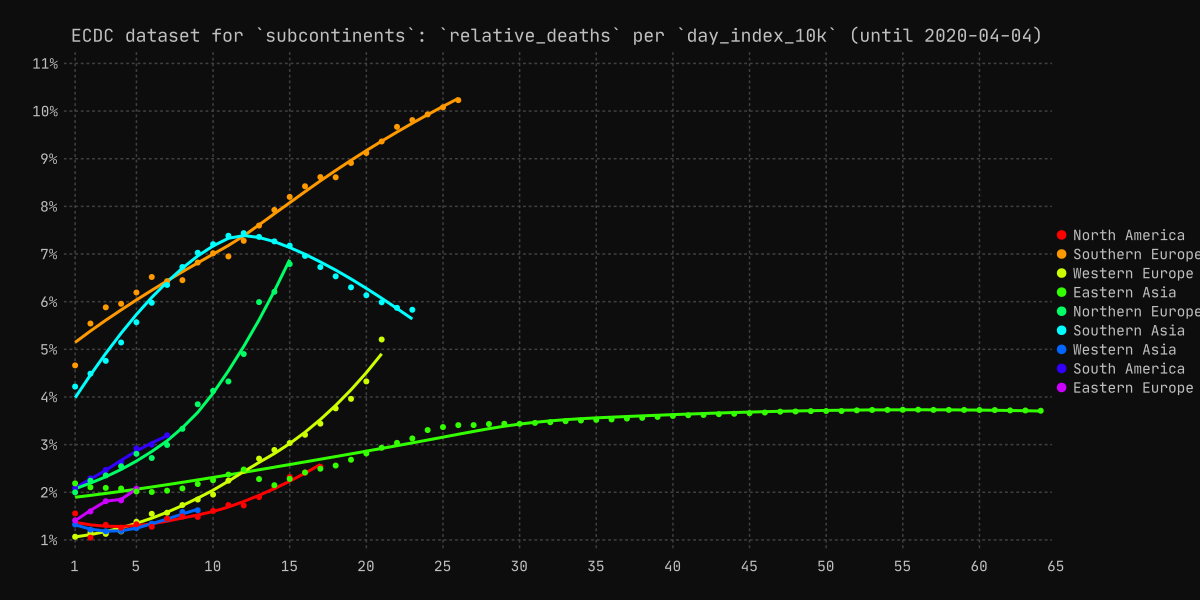 ECDC dataset for `subcontinents`: `relative_deaths` per `day_index_10k` (until 2020-04-04)
11%
10%
9%
8%
7%
6%
5%
4%
3%
2%
1%
1 5 10 15 20 25 30 35 40 45 50 55 60 65
North America
Southern Europe
Western Europe
Eastern Asia
Northern Europe
Southern Asia
Western Asia
South America
Eastern Europe